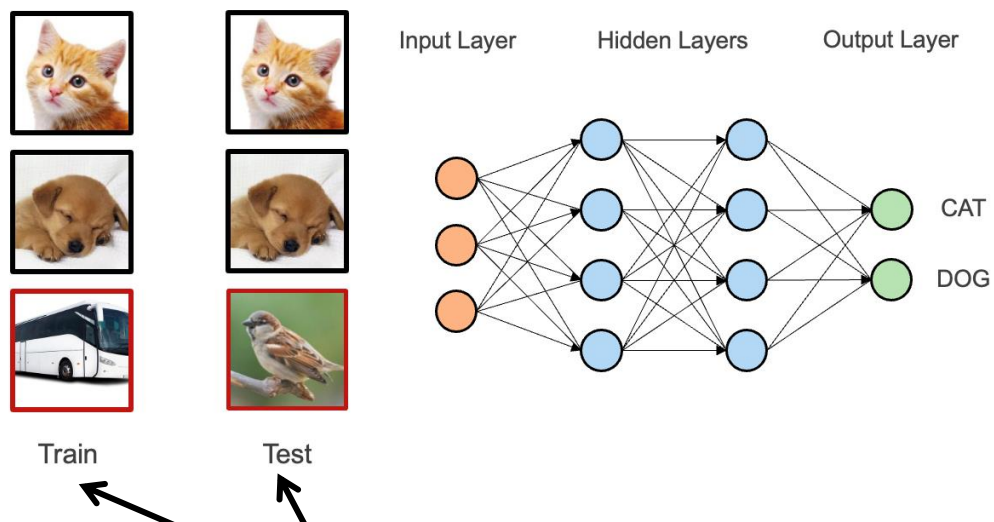 Input Layer
Hidden Layers
Output Layer
CAT
DOG
Train
Test